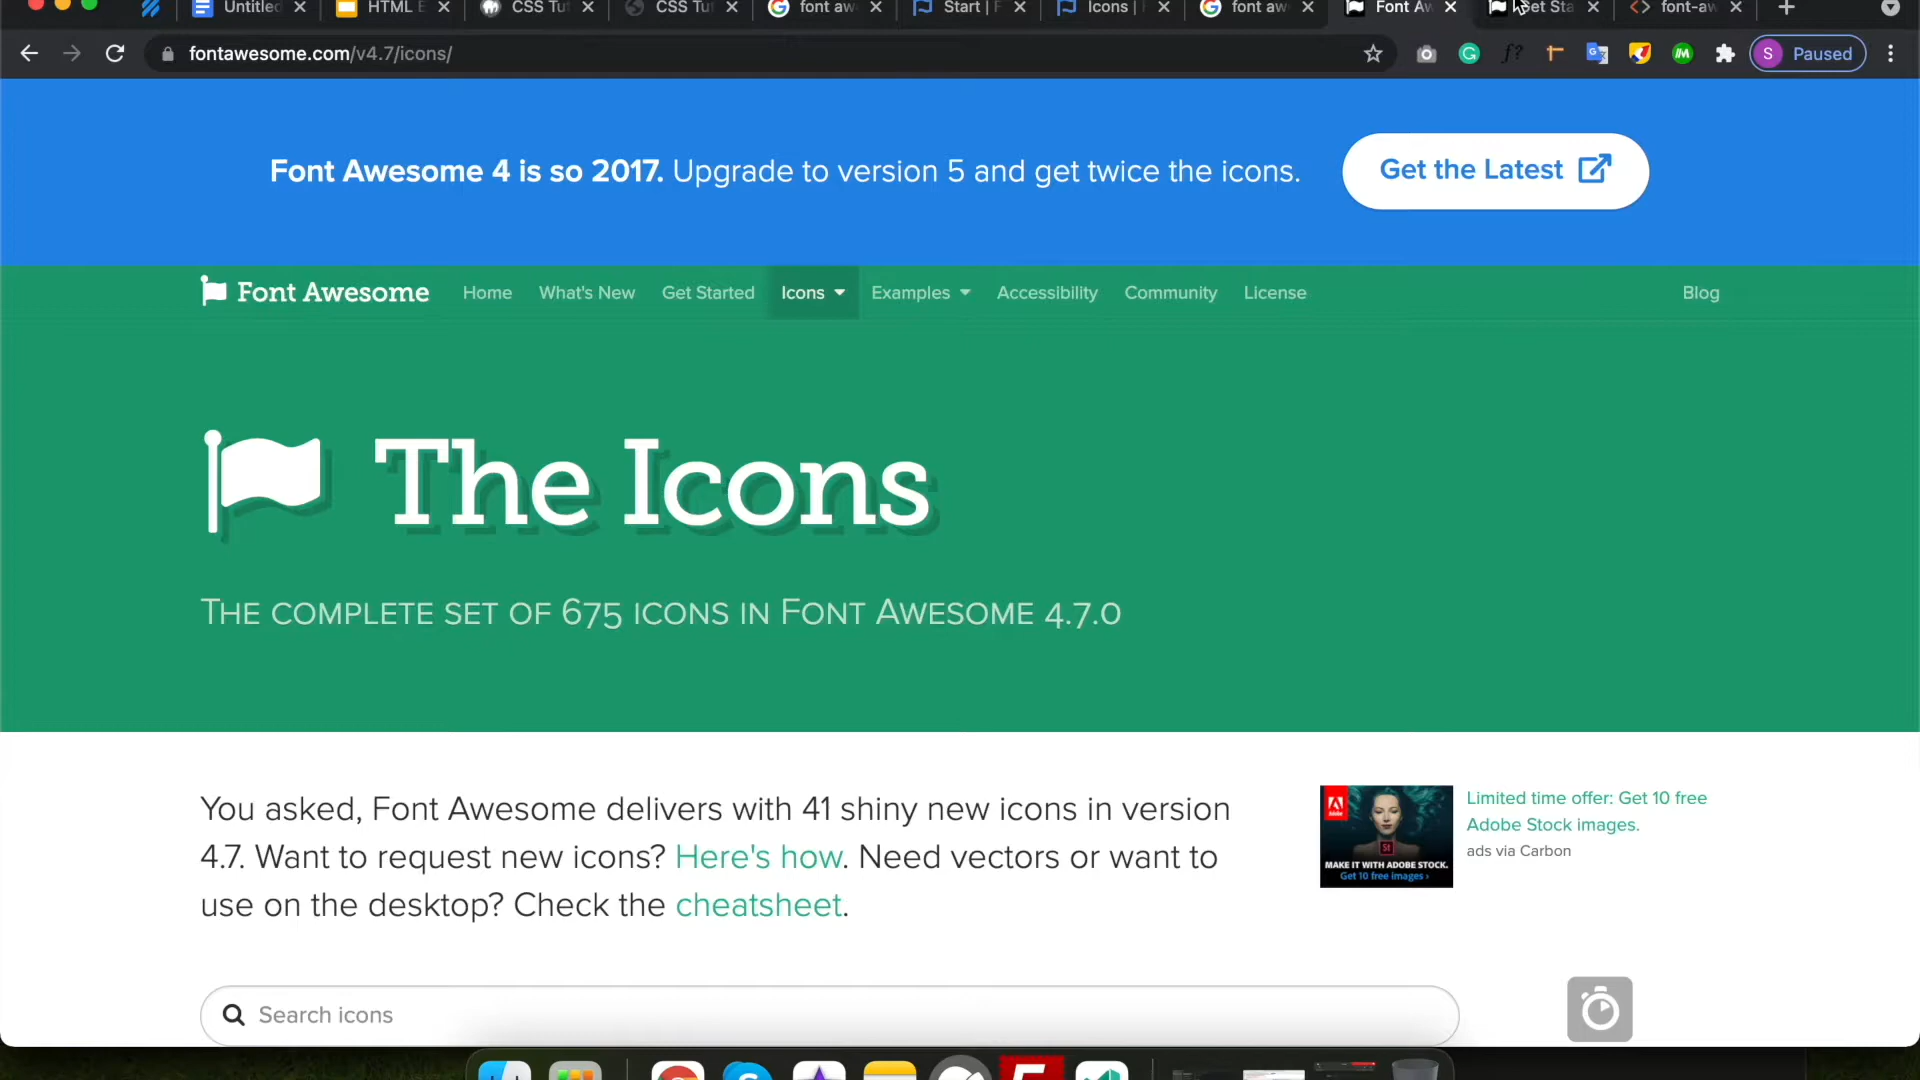 Untitled
HTML E
CSS Tut
CSS Tut
font aw
Start | F
Icons |
font aw
Font Aw
Get Sta
font-aw
fontawesome.com/v4.7/icons/
S Paused
Font Awesome 4 is so 2017. Upgrade to version 5 and get twice the icons.
Get the Latest
Font Awesome Home What's New Get Started Icons Examples Accessibility Community License Blog
The Icons
The complete set of 675 icons in Font Awesome 4.7.0
You asked, Font Awesome delivers with 41 shiny new icons in version
4.7. Want to request new icons? Here's how. Need vectors or want to
use on the desktop? Check the cheatsheet.
Adobe
St
MAKE IT WITH ADOBE STOCK.
Get 10 free images ›
Limited time offer: Get 10 free
Adobe Stock images.
ads via Carbon
Search icons